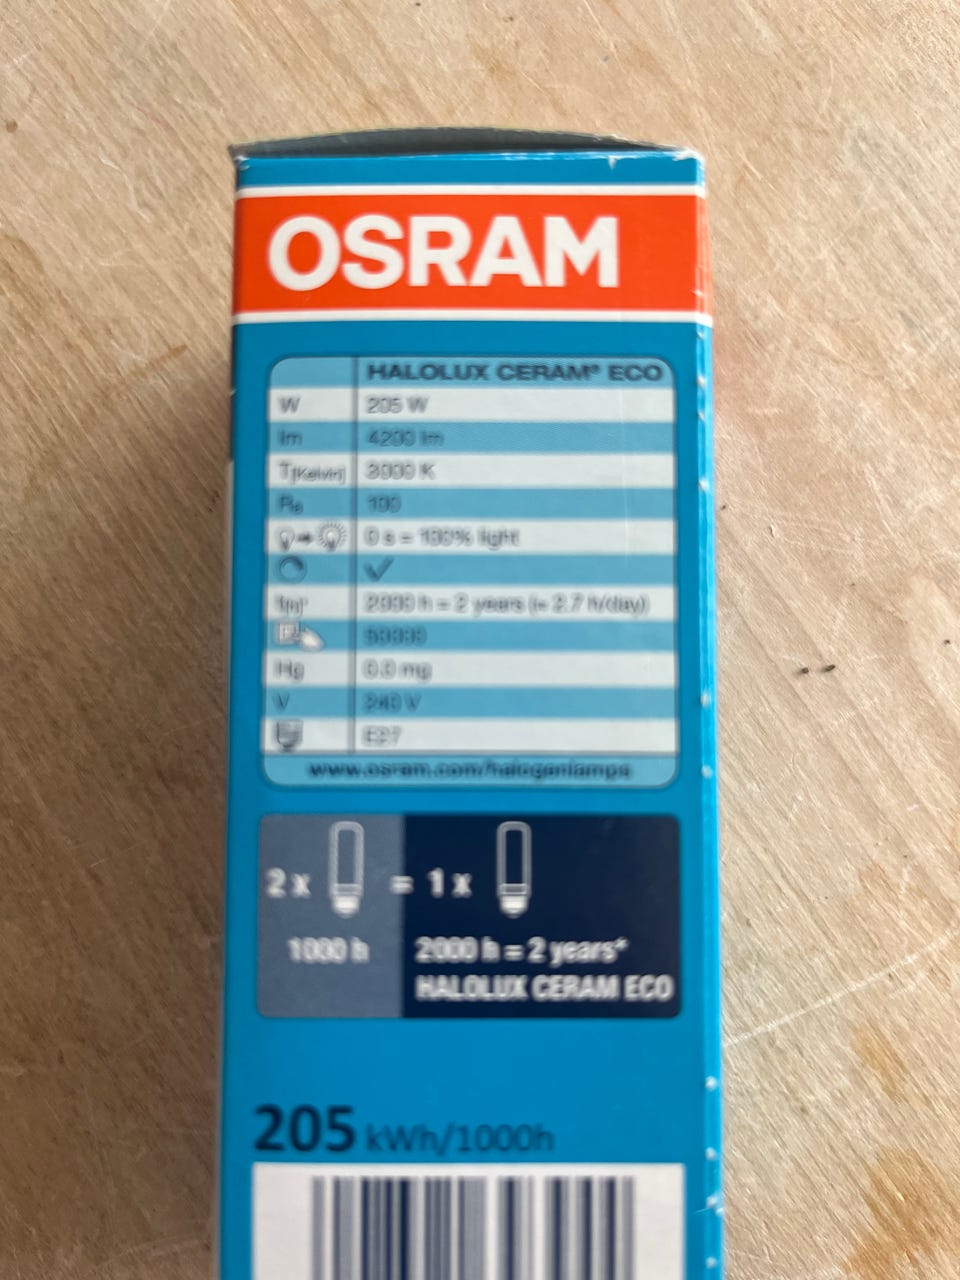 OSRAM
HALOLUX CERAM® ECO
W 205 W
lm 4200 lm
T[Kelvin] 3000 K
Ra 100
0 s = 100% light
2000 h = 2 years (= 2.7 h/day)
50000
Hg 0.0 mg
V 240 V
E27
www.osram.com/halogenlamps
2 x = 1 x
1000 h 2000 h = 2 years*
HALOLUX CERAM ECO
205 kWh/1000h